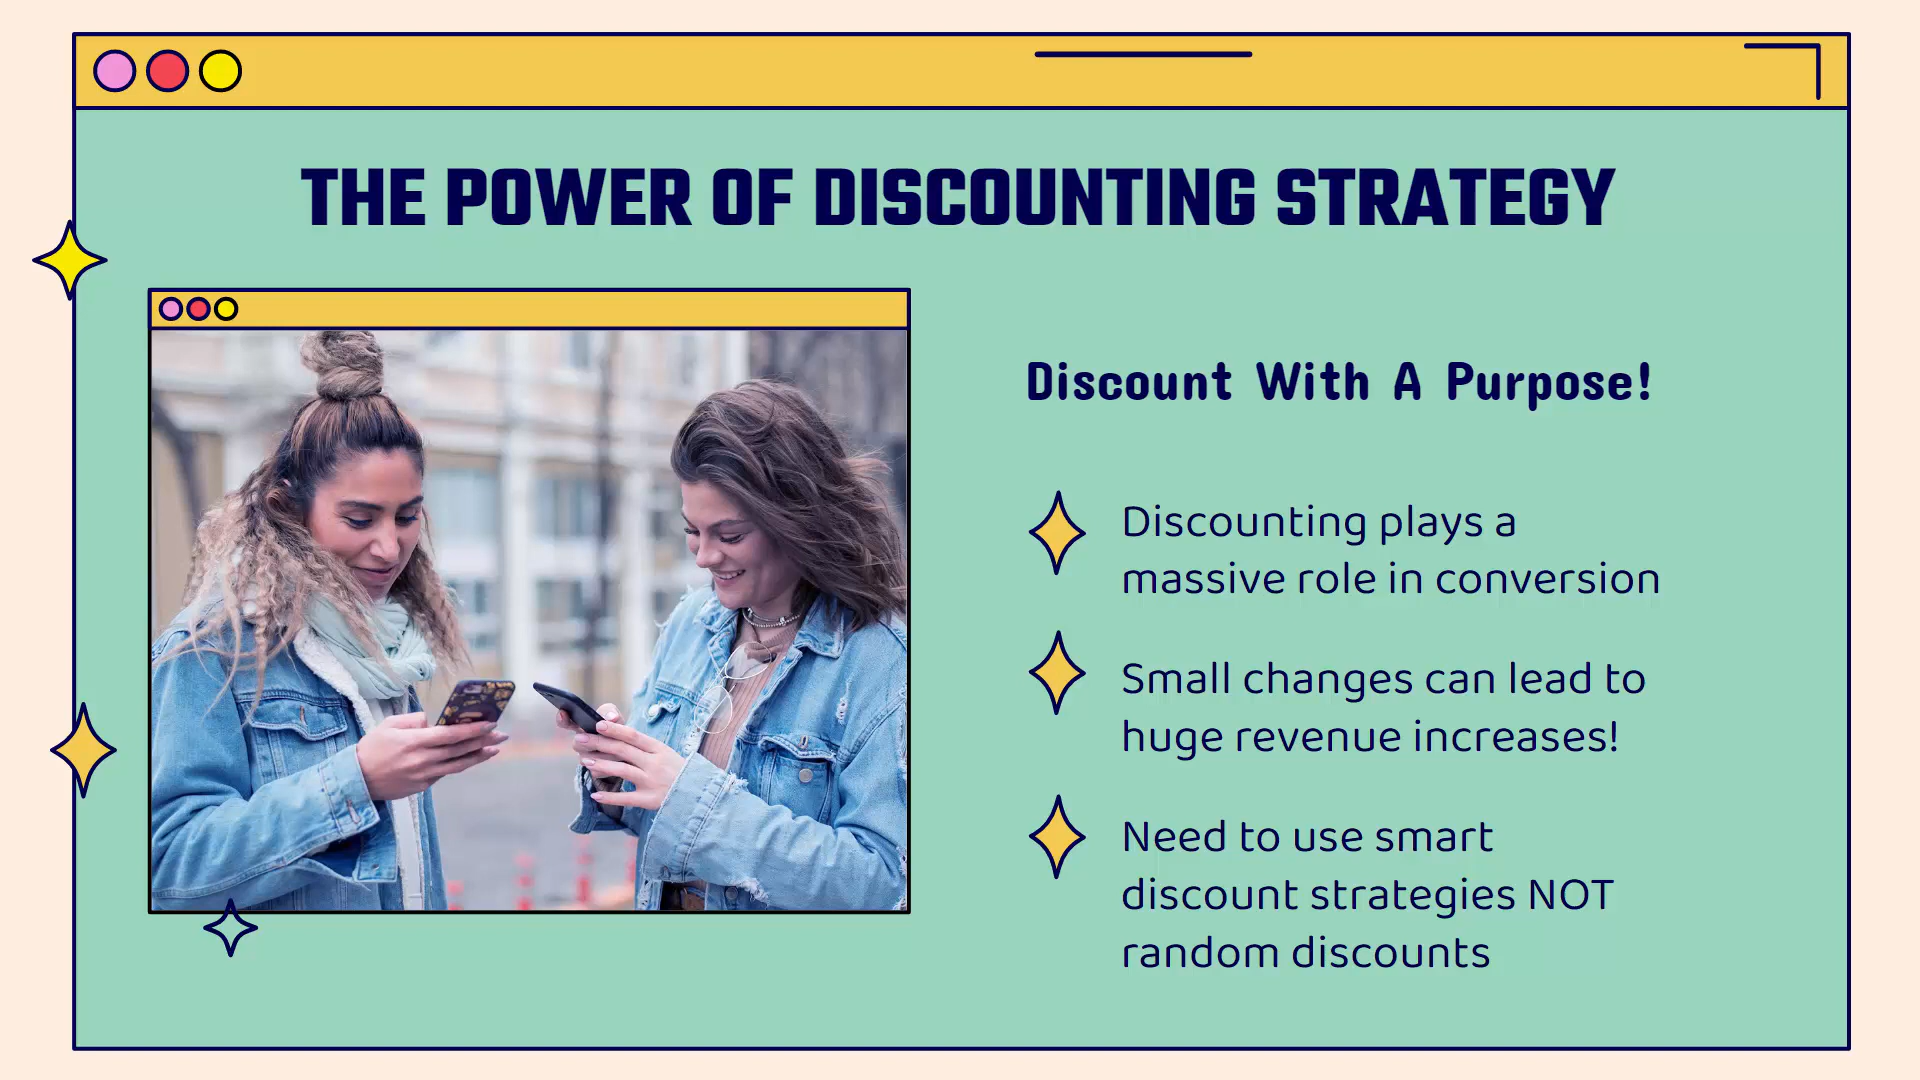 THE POWER OF DISCOUNTING STRATEGY
Discount With A Purpose!
Discounting plays a
massive role in conversion
Small changes can lead to
huge revenue increases!
Need to use smart
discount strategies NOT
random discounts